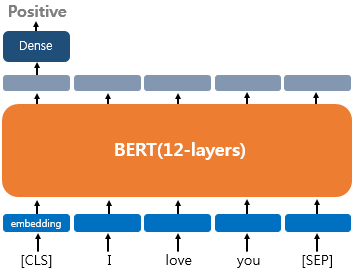 Positive
Dense
BERT(12-layers)
embedding
[CLS] I love you [SEP]